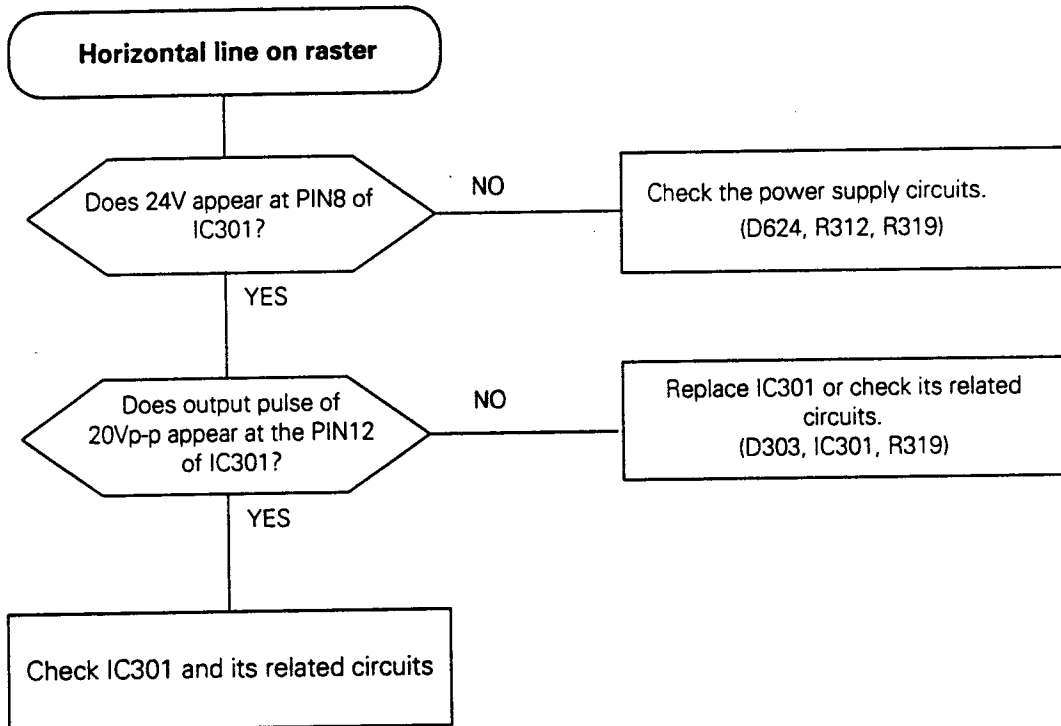 Horizontal line on raster
Does 24V appear at PIN8 of
IC301?
NO
Check the power supply circuits.
(D624, R312, R319)
YES
Does output pulse of
20Vp-p appear at the PIN12
of IC301?
NO
Replace IC301 or check its related
circuits.
(D303, IC301, R319)
YES
Check IC301 and its related circuits